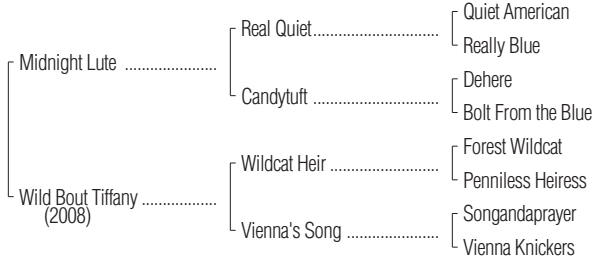 Quiet American
Real Quiet
Really Blue
Midnight Lute
Dehere
Candytuft
Bolt From the Blue
Forest Wildcat
Wildcat Heir
Penniless Heiress
Wild Bout Tiffany
(2008)
Songandaprayer
Vienna's Song
Vienna Knickers